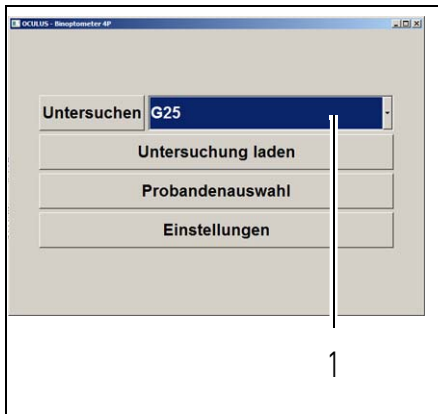 OCULUS - Binoptometer 4P
Untersuchen G25
Untersuchung laden
Probandenauswahl
Einstellungen
1